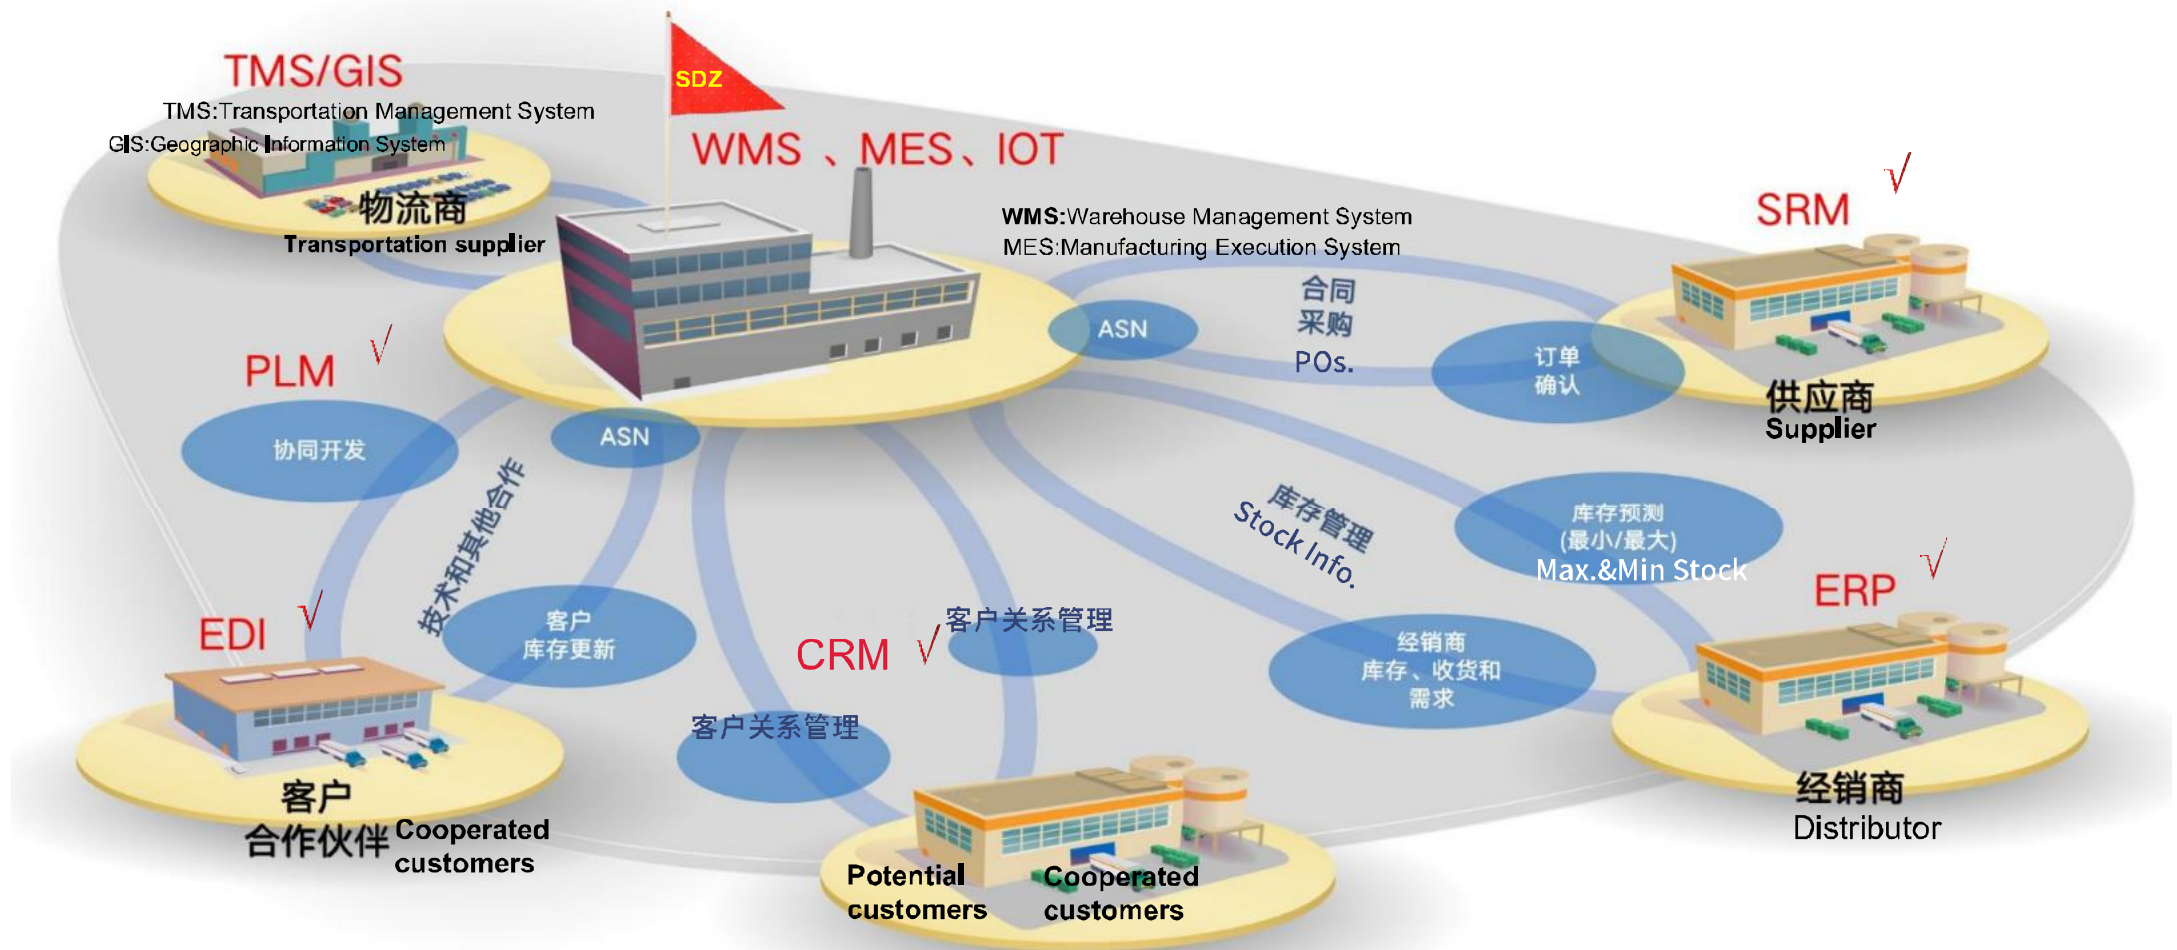 TMS/GIS
TMS:Transportation Management System
GIS:Geographic Information System
物流商
Transportation supplier
SDZ
WMS 、MES、IOT
WMS:Warehouse Management System
MES:Manufacturing Execution System
SRM √
供应商
Supplier
ASN
合同
采购
POs.
订单
确认
PLM √
协同开发
ASN
技术和其他合作
客户
库存更新
EDI √
客户
合作伙伴
Cooperated
customers
CRM √
客户关系管理
客户关系管理
Potential
customers
Cooperated
customers
库存管理
Stock Info.
库存预测
(最小/最大)
Max.&Min Stock
经销商
库存、收货和
需求
ERP √
经销商
Distributor